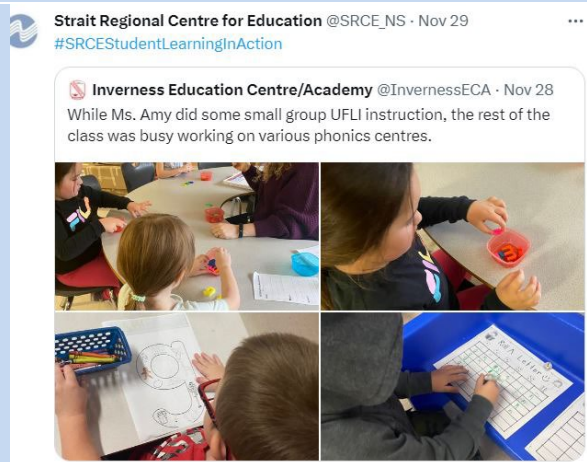 Strait Regional Centre for Education @SRCE_NS · Nov 29
#SRCEStudentLearningInAction
Inverness Education Centre/Academy @InvernessECA · Nov 28
While Ms. Amy did some small group UFLI instruction, the rest of the
class was busy working on various phonics centres.
g
Roll A Letter